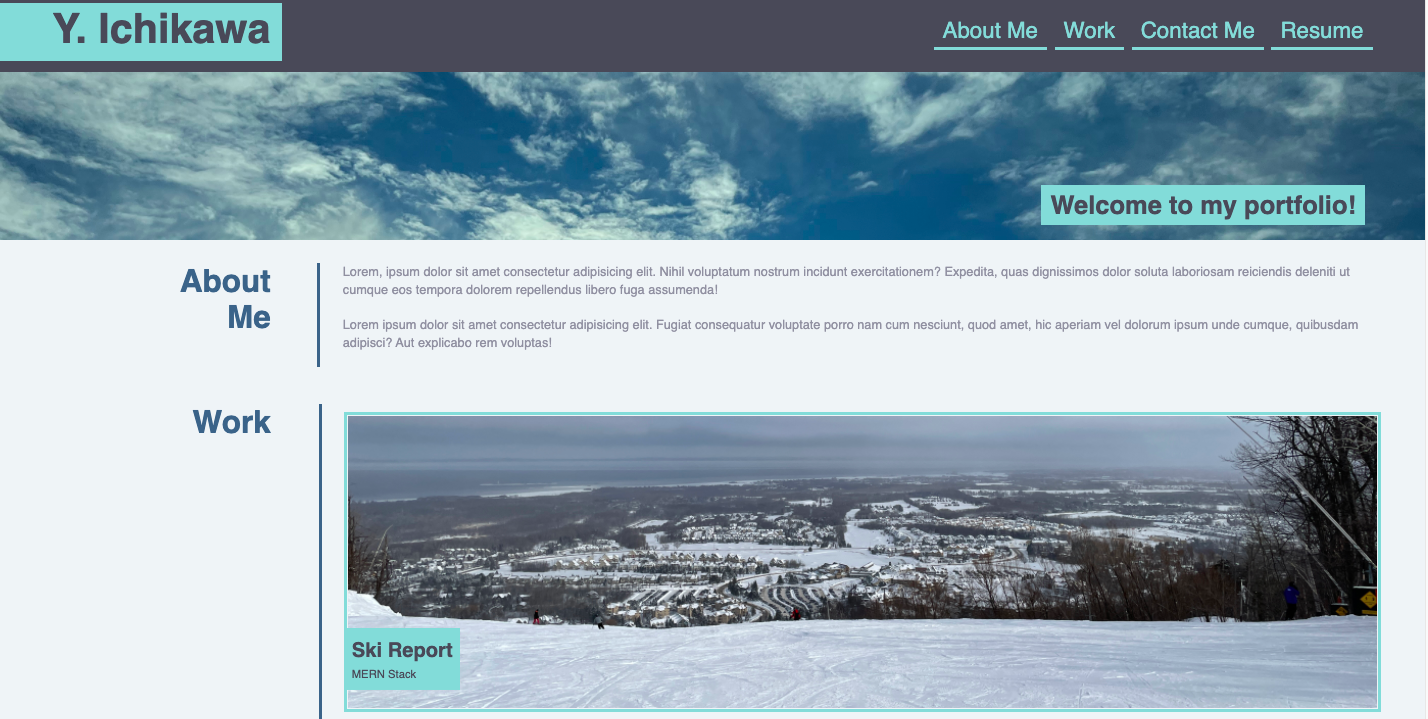 Y. Ichikawa
About Me
Work
Contact Me
Resume
Welcome to my portfolio!
About
Me
Lorem, ipsum dolor sit amet consectetur adipisicing elit. Nihil voluptatum nostrum incidunt exercitationem? Expedita, quas dignissimos dolor soluta laboriosam reiciendis deleniti ut
cumque eos tempora dolorem repellendus libero fuga assumenda!
Lorem ipsum dolor sit amet consectetur adipisicing elit. Fugiat consequatur voluptate porro nam cum nesciunt, quod amet, hic aperiam vel dolorum ipsum unde cumque, quibusdam
adipisci? Aut explicabo rem voluptas!
Work
Ski Report
MERN Stack